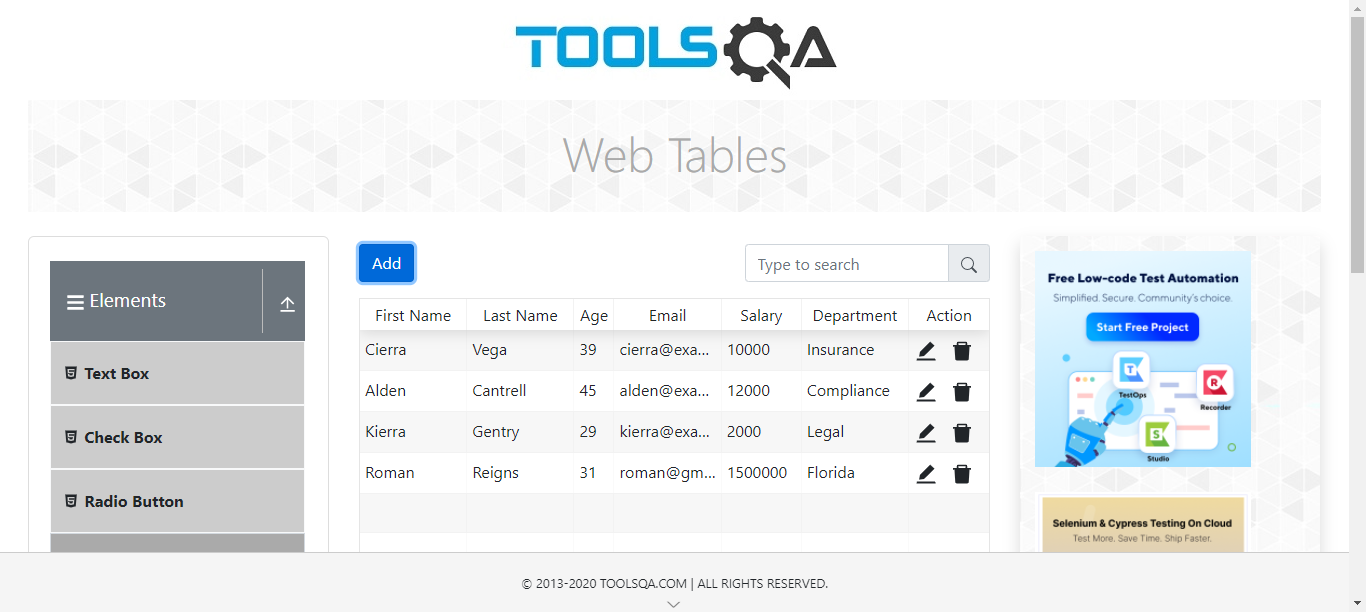 TOOLSQA
Web Tables
Elements
Text Box
Check Box
Radio Button
Add
Type to search
First Name Last Name Age Email Salary Department Action
Cierra Vega 39 cierra@exa... 10000 Insurance
Alden Cantrell 45 alden@exa... 12000 Compliance
Kierra Gentry 29 kierra@exa... 2000 Legal
Roman Reigns 31 roman@gm... 1500000 Florida
Free Low-code Test Automation
Simplified. Secure. Community's choice.
Start Free Project
T
TestOps
R
Recorder
S
Studio
Selenium & Cypress Testing On Cloud
Test More. Save Time. Ship Faster.
© 2013-2020 TOOLSQA.COM | ALL RIGHTS RESERVED.